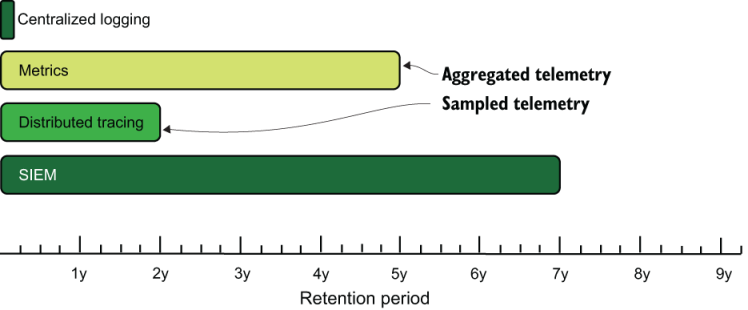 Centralized logging
Metrics
Aggregated telemetry
Sampled telemetry
Distributed tracing
SIEM
1y 2y 3y 4y 5y 6y 7y 8y 9y
Retention period